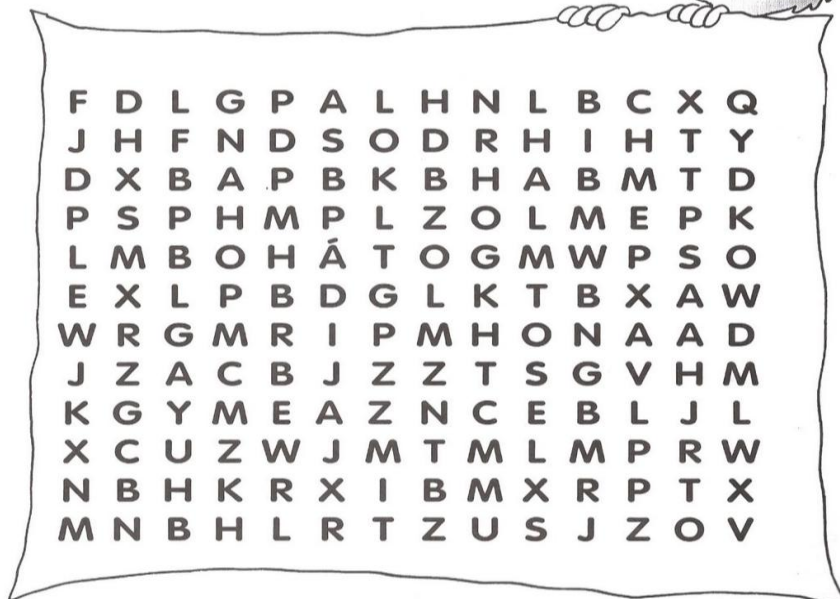 F D L G P A L H N L B C X Q
J H F N D S O D R H I H T Y
D X B A P B K B H A B M T D
P S P H M P L Z O L M E P K
L M B O H Á T O G M W P S O
E X L P B D G L K T B X A W
W R G M R I P M H O N A A D
J Z A C B J Z Z T S G V H M
K G Y M E A Z N C E B L J L
X C U Z W J M T M L M P R W
N B H K R X I B M X R P T X
M N B H L R T Z U S J Z O V